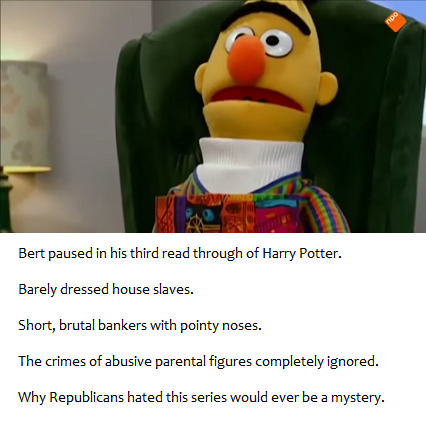 npo
Bert paused in his third read through of Harry Potter.
Barely dressed house slaves.
Short, brutal bankers with pointy noses.
The crimes of abusive parental figures completely ignored.
Why Republicans hated this series would ever be a mystery.